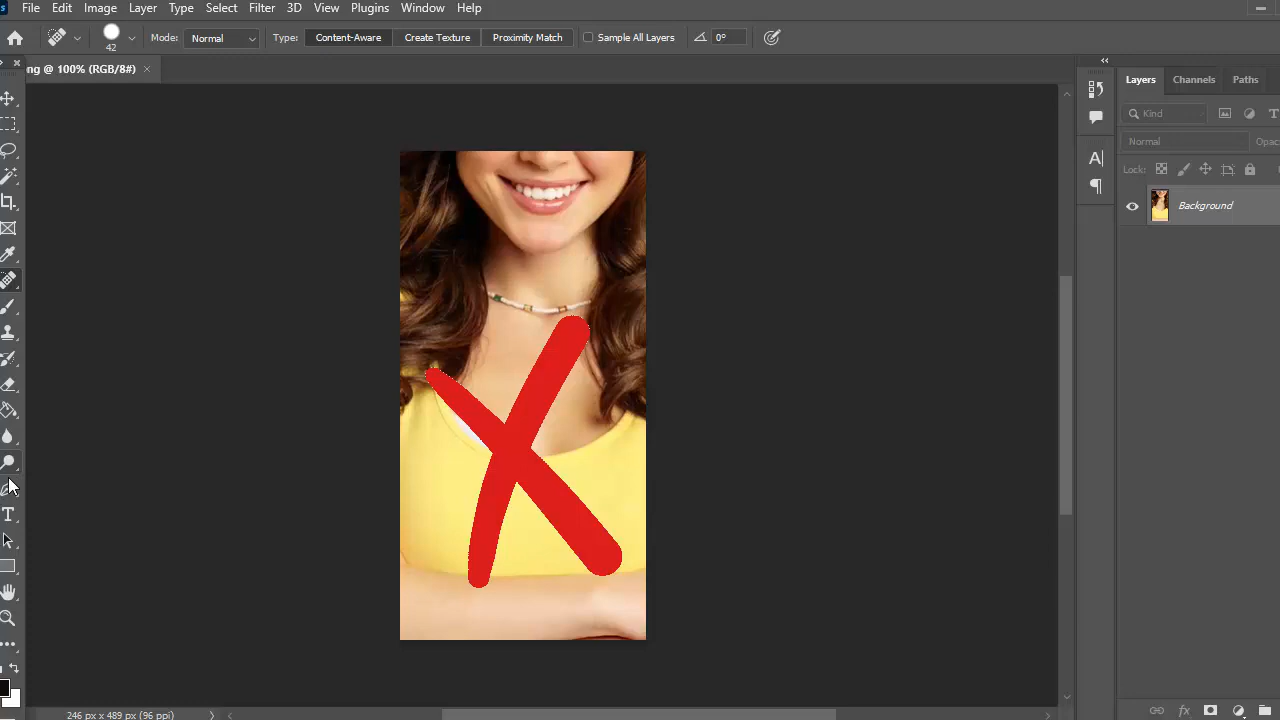 File Edit Image Layer Type Select Filter 3D View Plugins Window Help
42 Mode: Normal Type: Content-Aware Create Texture Proximity Match Sample All Layers 0°
ng @ 100% (RGB/8#)
Layers Channels Paths
Kind
Normal Opac
Lock:
Background
246 px x 489 px (96 ppi)